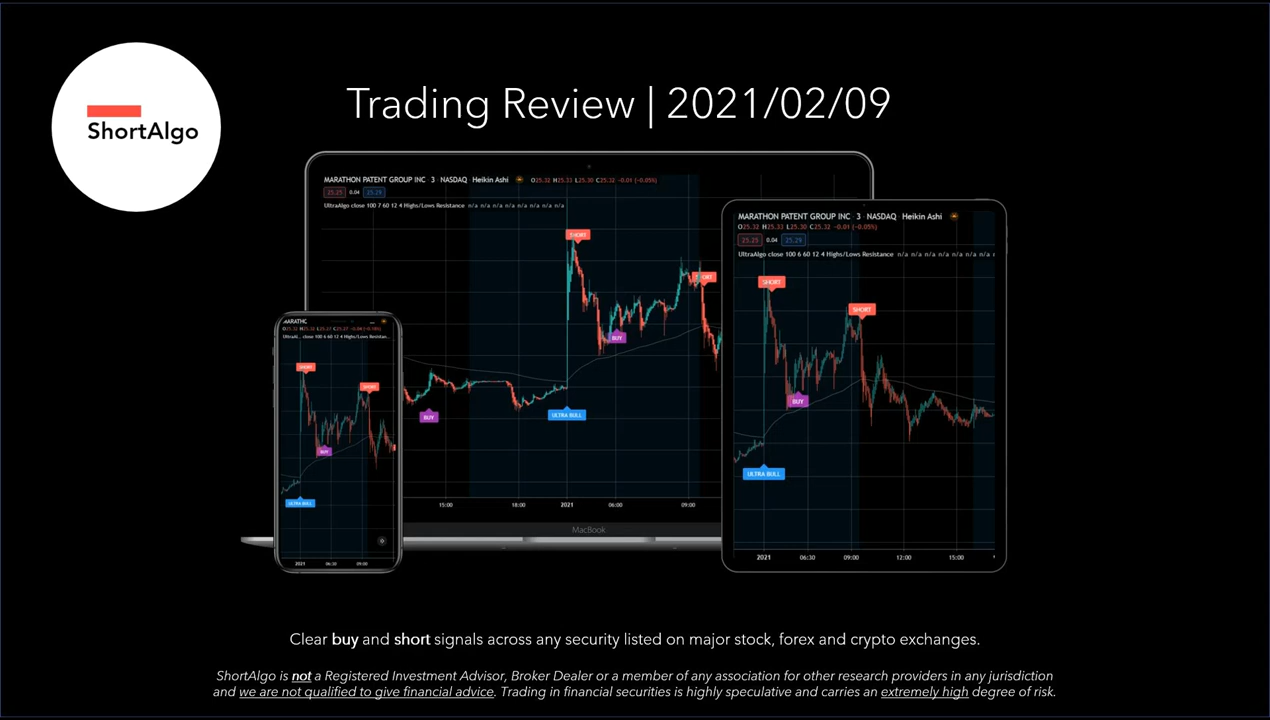 ShortAlgo
Trading Review | 2021/02/09
MARATHON PATENT GROUP INC 3 NASDAQ Heikin Ashi O25.32 H25.33 L25.30 C25.32 −0.01 (−0.05%)
25.25 0.04 25.29
UltraAlgo close 100 7 60 12 4 Highs/Lows Resistance n/a n/a n/a n/a n/a n/a n/a n/a
SHORT
BUY
BUY
ULTRA BULL
15:00 18:00 2021 06:00 09:00
MacBook
MARATHON PATENT GROUP INC 3 NASDAQ Heikin Ashi
O25.32 H25.33 L25.30 C25.32 −0.01 (−0.05%)
25.25 0.04 25.29
UltraAlgo close 100 6 60 12 4 Highs/Lows Resistance n/a n/a n/a n/a n/a n/a n/a
SHORT
SHORT
BUY
ULTRA BULL
2021 06:30 09:00 12:00 15:00
SHORT
SHORT
BUY
ULTRA BULL
2021 06:30 09:00
Clear buy and short signals across any security listed on major stock, forex and crypto exchanges.
ShortAlgo is not a Registered Investment Advisor, Broker Dealer or a member of any association for other research providers in any jurisdiction
and we are not qualified to give financial advice. Trading in financial securities is highly speculative and carries an extremely high degree of risk.